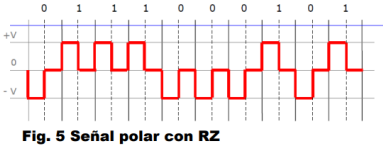 0 1 1 1 0 0 0 1 0 1
+V
0
- V
Fig. 5 Señal polar con RZ